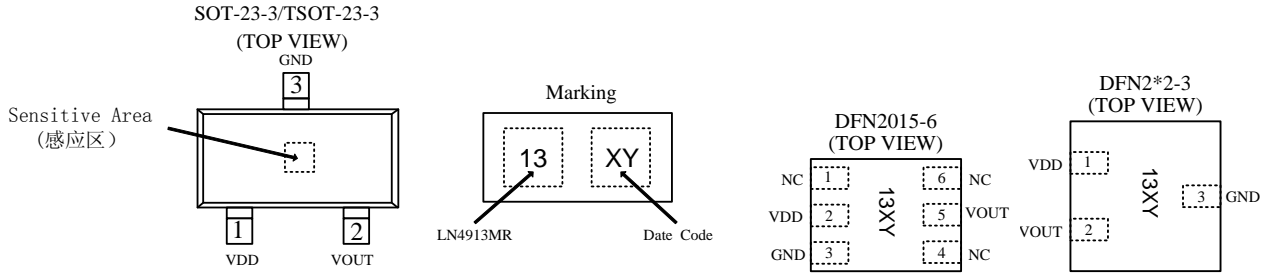 SOT-23-3/TSOT-23-3
(TOP VIEW)
GND
3
Sensitive Area
(感应区)
1
2
VDD
VOUT
Marking
13
XY
LN4913MR
Date Code
DFN2015-6
(TOP VIEW)
NC
1
6
NC
VDD
2
5
VOUT
GND
3
4
NC
13XY
DFN2*2-3
(TOP VIEW)
VDD
1
13XY
3
GND
VOUT
2